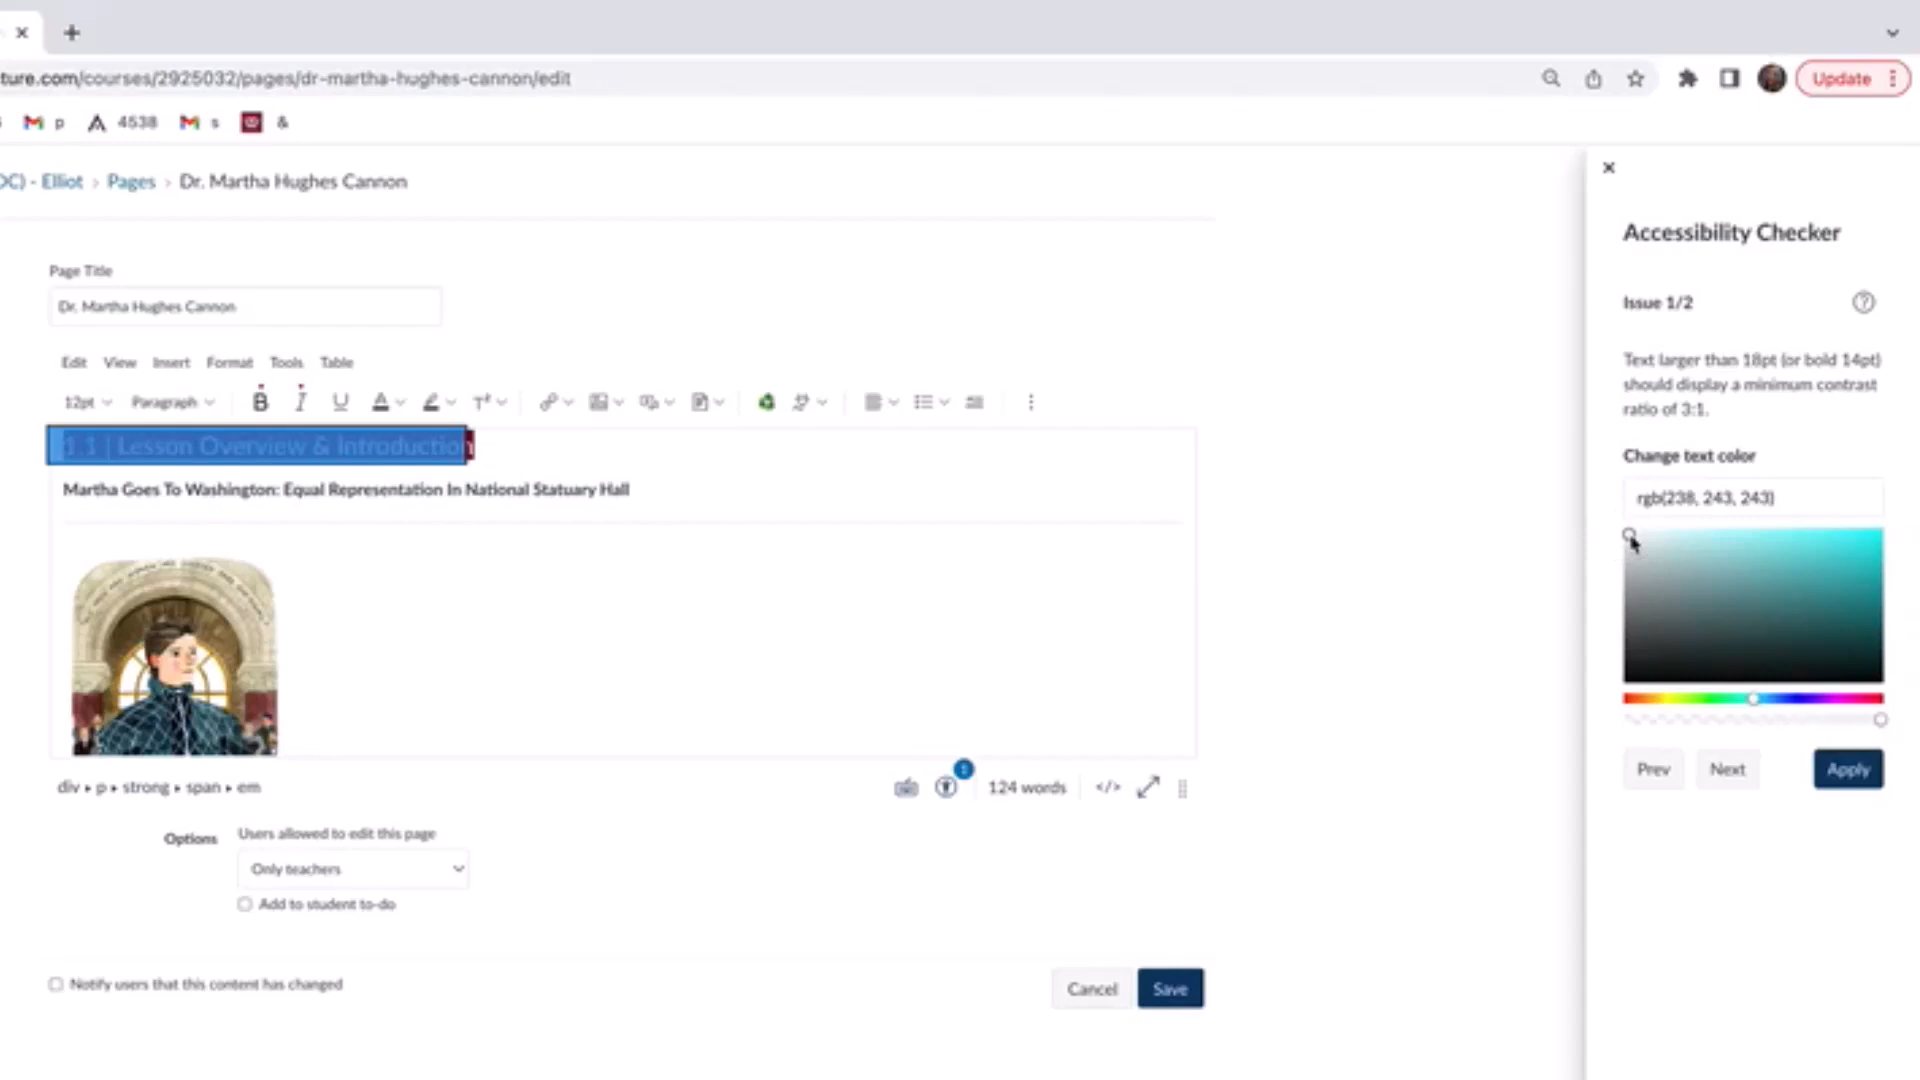 ture.com/courses/2925032/pages/dr-martha-hughes-cannon/edit
Update
p
4538
s
&
OC) - Elliot › Pages › Dr. Martha Hughes Cannon
Page Title
Dr. Martha Hughes Cannon
Edit View Insert Format Tools Table
12pt Paragraph B I U A T²
1.1 | Lesson Overview & Introduction
Martha Goes To Washington: Equal Representation In National Statuary Hall
div ▸ p ▸ strong ▸ span ▸ em
1
124 words </>
Options
Users allowed to edit this page
Only teachers
Add to student to-do
Notify users that this content has changed
Cancel
Save
Accessibility Checker
Issue 1/2
Text larger than 18pt (or bold 14pt)
should display a minimum contrast
ratio of 3:1.
Change text color
rgb(238, 243, 243)
Prev
Next
Apply